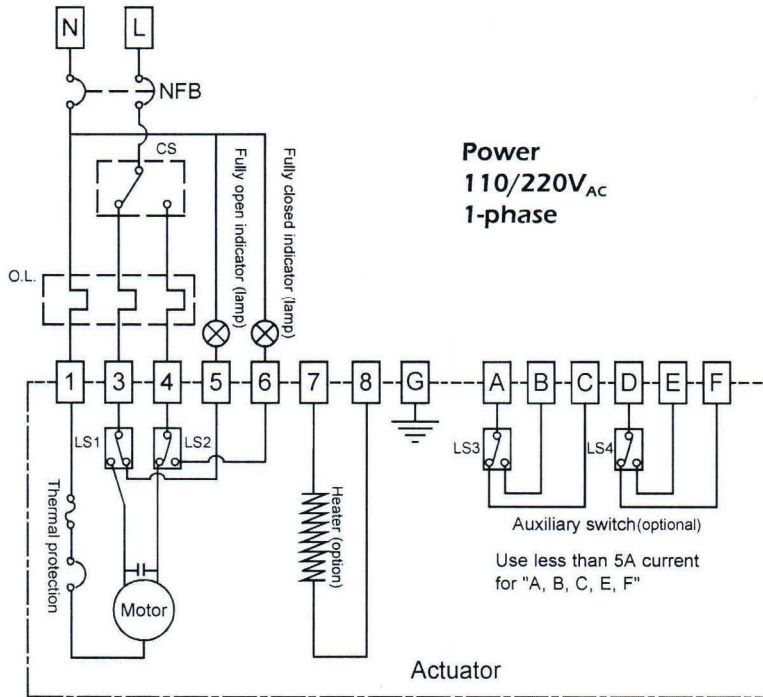 N L
NFB
CS
Power
110/220VAC
1-phase
Fully open indicator (lamp)
Fully closed indicator (lamp)
O.L.
1 3 4 5 6 7 8 G A B C D E F
LS1 LS2 LS3 LS4
Thermal protection
Heater (option)
Auxiliary switch(optional)
Use less than 5A current
for "A, B, C, E, F"
Motor
Actuator